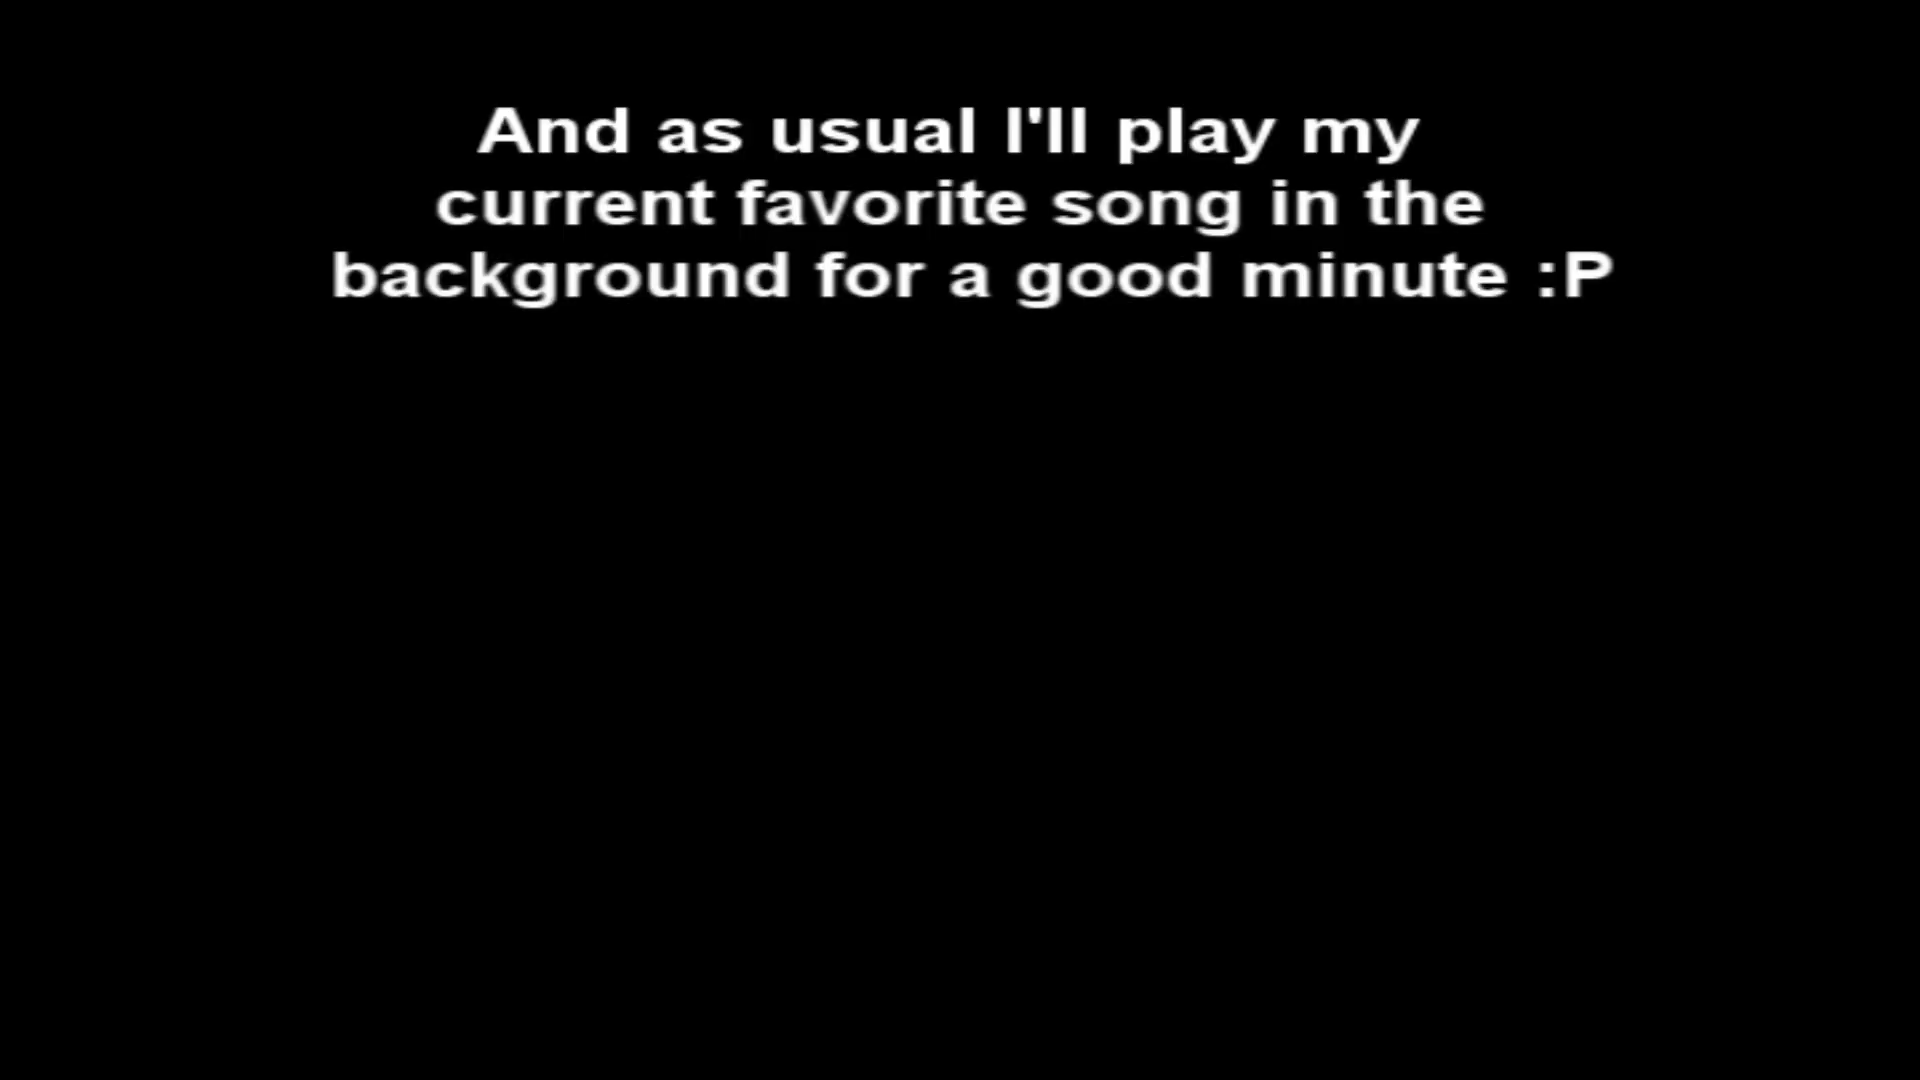 And as usual I'll play my
current favorite song in the
background for a good minute :P